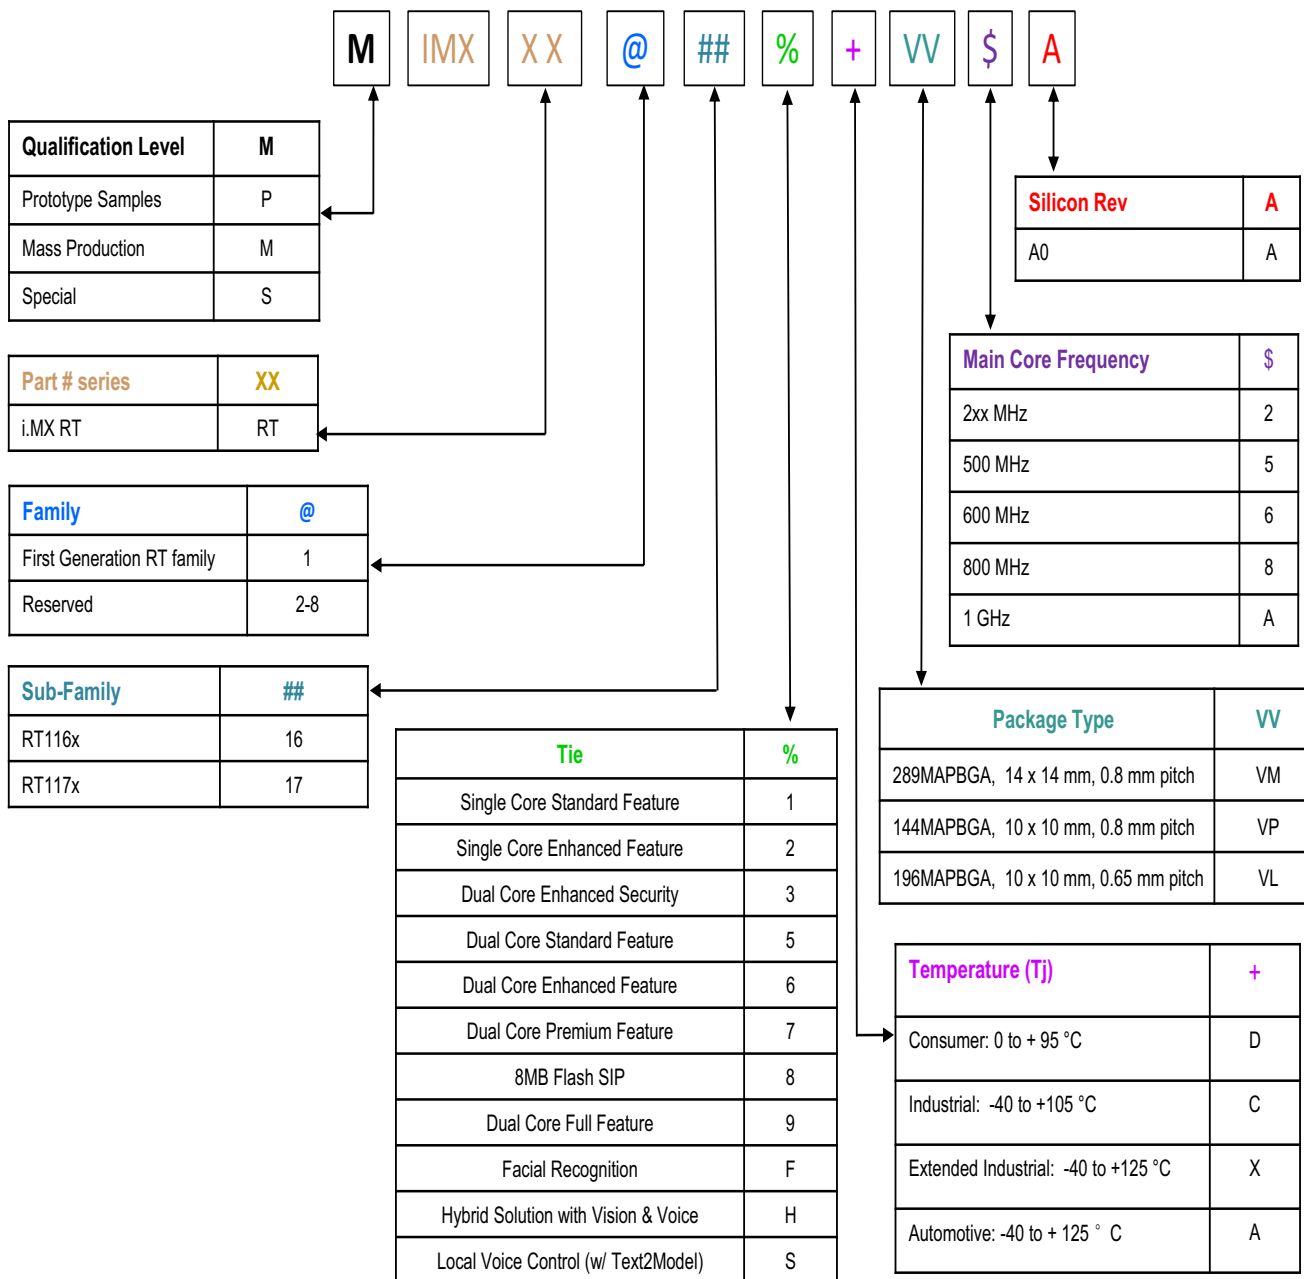 M IMX X X @ ## % + VV $ A
Qualification Level M
Prototype Samples P
Mass Production M
Special S
Silicon Rev A
A0 A
Part # series XX
i.MX RT RT
Main Core Frequency $
2xx MHz 2
500 MHz 5
600 MHz 6
800 MHz 8
1 GHz A
Family @
First Generation RT family 1
Reserved 2-8
Sub-Family ##
RT116x 16
RT117x 17
Package Type VV
289MAPBGA, 14 x 14 mm, 0.8 mm pitch VM
144MAPBGA, 10 x 10 mm, 0.8 mm pitch VP
196MAPBGA, 10 x 10 mm, 0.65 mm pitch VL
Tie %
Single Core Standard Feature 1
Single Core Enhanced Feature 2
Dual Core Enhanced Security 3
Dual Core Standard Feature 5
Dual Core Enhanced Feature 6
Dual Core Premium Feature 7
8MB Flash SIP 8
Dual Core Full Feature 9
Facial Recognition F
Hybrid Solution with Vision & Voice H
Local Voice Control (w/ Text2Model) S
Temperature (Tj) +
Consumer: 0 to + 95 °C D
Industrial: -40 to +105 °C C
Extended Industrial: -40 to +125 °C X
Automotive: -40 to + 125 ° C A